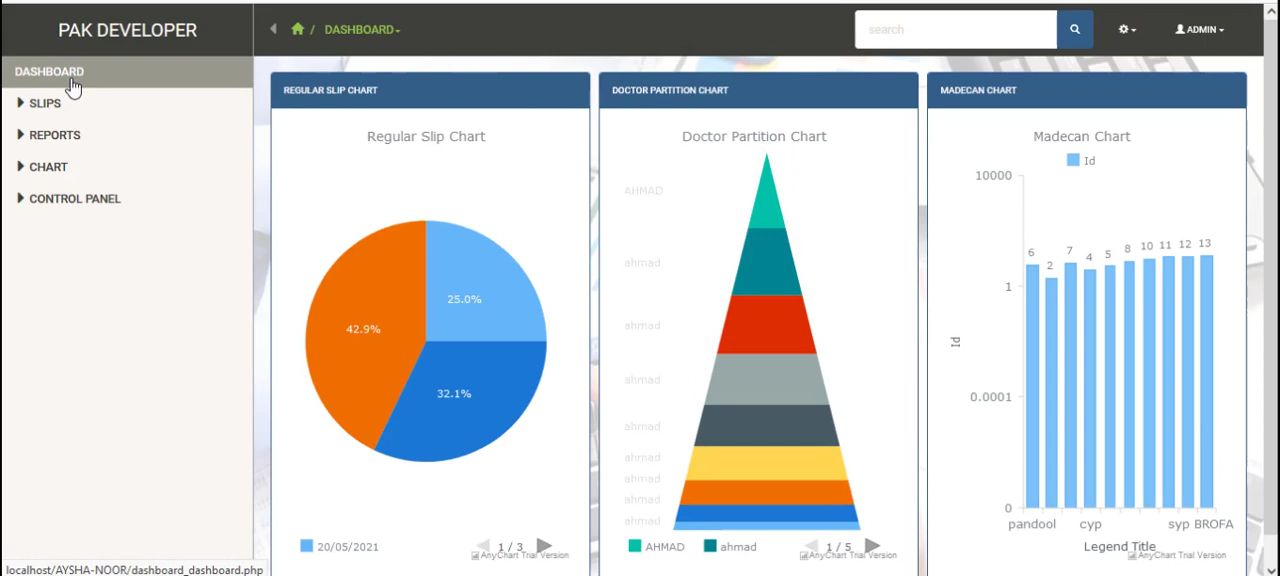 PAK DEVELOPER
/ DASHBOARD
search
ADMIN
DASHBOARD
SLIPS
REPORTS
CHART
CONTROL PANEL
REGULAR SLIP CHART
Regular Slip Chart
25.0%
42.9%
32.1%
20/05/2021
1 / 3
AnyChart Trial Version
DOCTOR PARTITION CHART
Doctor Partition Chart
AHMAD
ahmad
ahmad
ahmad
ahmad
ahmad
ahmad
ahmad
ahmad
AHMAD ahmad
1 / 5
AnyChart Trial Version
MADECAN CHART
Madecan Chart
Id
10000
6 2 7 4 5 8 10 11 12 13
1
Id
0.0001
0
pandool cyp syp BROFA
Legend Title
AnyChart Trial Version
localhost/AYSHA-NOOR/dashboard_dashboard.php